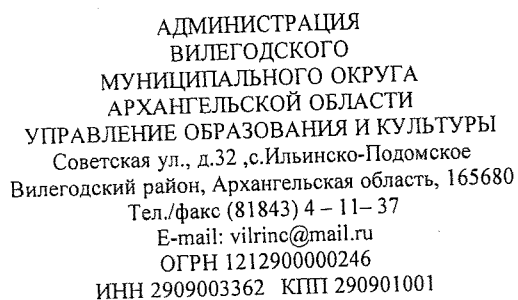 АДМИНИСТРАЦИЯ
ВИЛЕГОДСКОГО
МУНИЦИПАЛЬНОГО ОКРУГА
АРХАНГЕЛЬСКОЙ ОБЛАСТИ
УПРАВЛЕНИЕ ОБРАЗОВАНИЯ И КУЛЬТУРЫ
Советская ул., д.32 ,с.Ильинско-Подомское
Вилегодский район, Архангельская область, 165680
Тел./факс (81843) 4 – 11– 37
E-mail: vilrinc@mail.ru
ОГРН 1212900000246
ИНН 2909003362 КПП 290901001